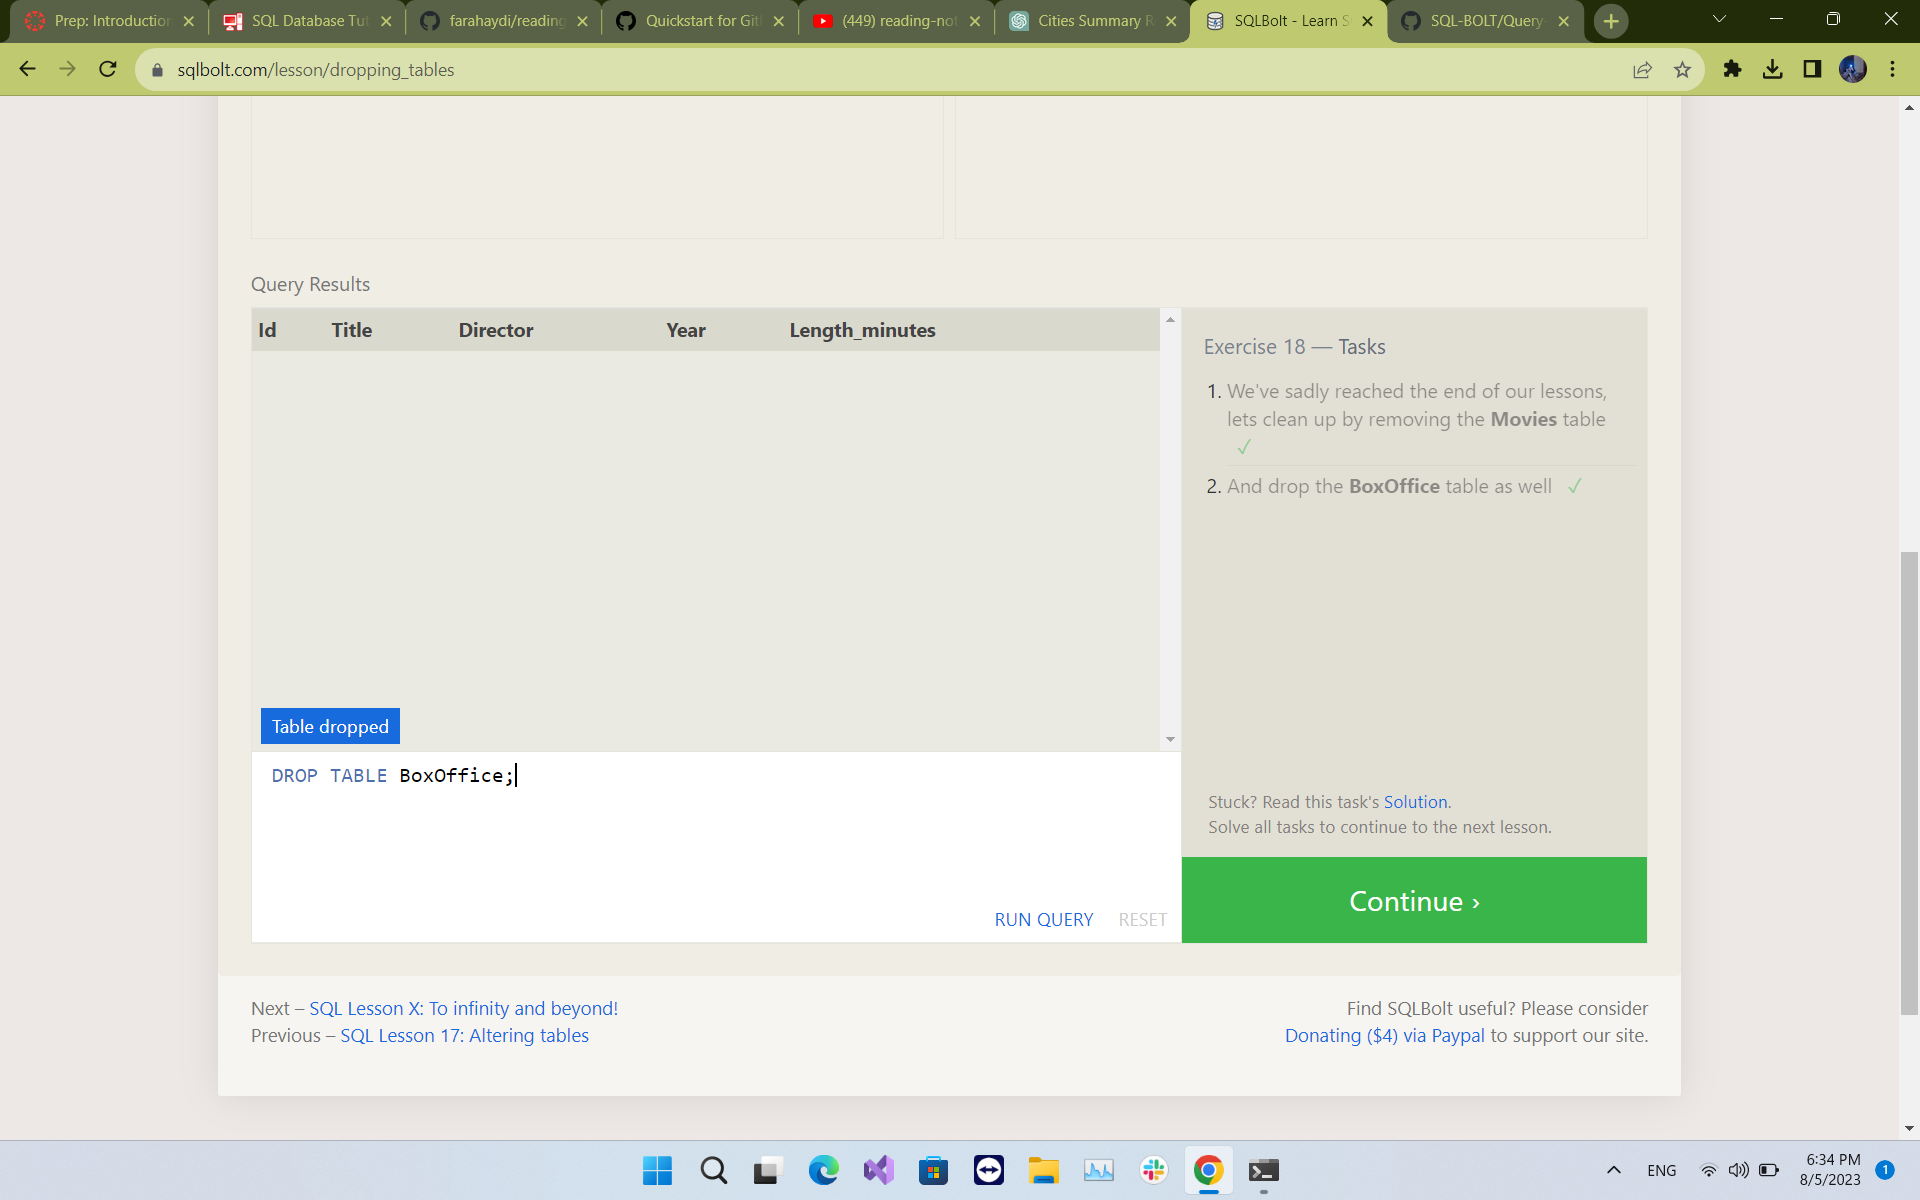 Prep: Introduction
SQL Database Tut
farahaydi/reading
Quickstart for Git
(449) reading-not
Cities Summary R
SQLBolt - Learn S
SQL-BOLT/Query-
sqlbolt.com/lesson/dropping_tables
Query Results
Id Title Director Year Length_minutes
Table dropped
DROP TABLE BoxOffice;
RUN QUERY RESET
Exercise 18 — Tasks
1. We've sadly reached the end of our lessons,
lets clean up by removing the Movies table
✓
2. And drop the BoxOffice table as well ✓
Stuck? Read this task's Solution.
Solve all tasks to continue to the next lesson.
Continue ›
Next – SQL Lesson X: To infinity and beyond!
Previous – SQL Lesson 17: Altering tables
Find SQLBolt useful? Please consider
Donating ($4) via Paypal to support our site.
ENG
6:34 PM
8/5/2023
1